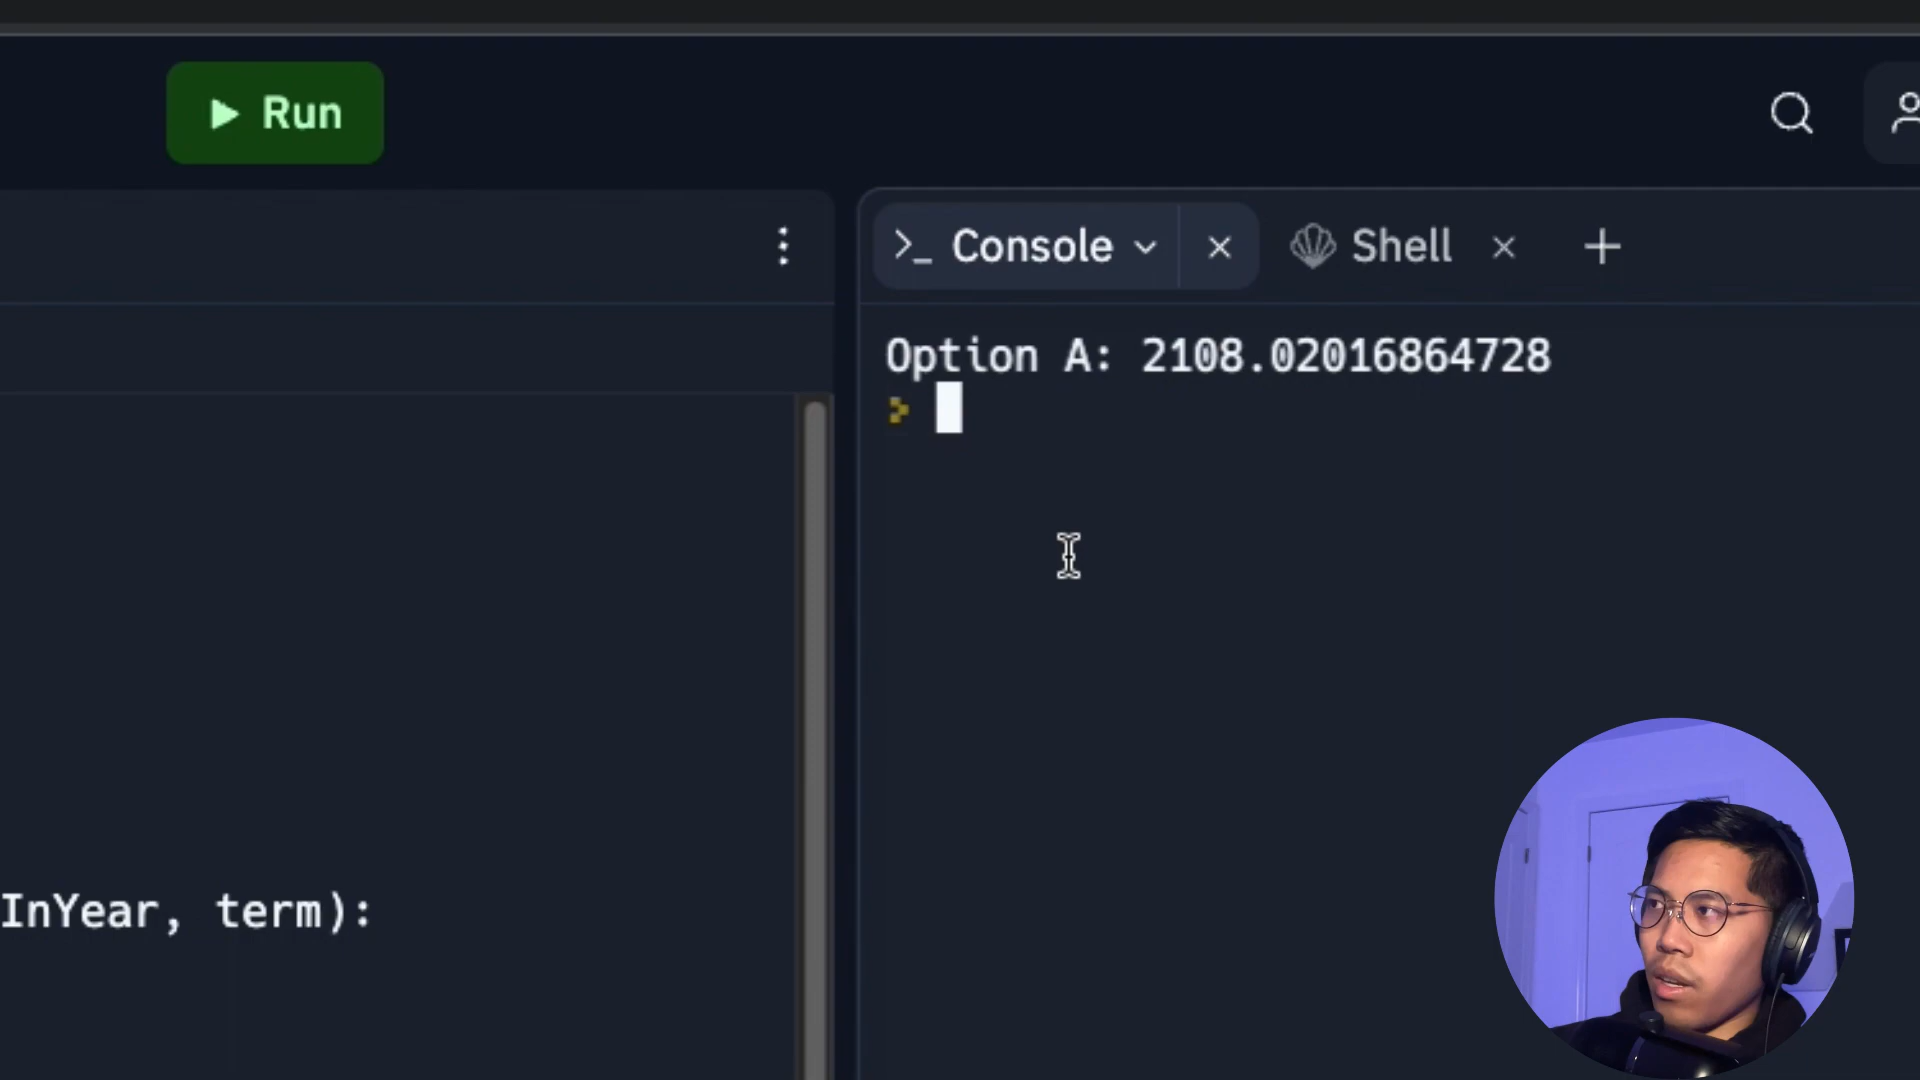 Run
Console
Shell
Option A: 2108.02016864728
InYear, term):